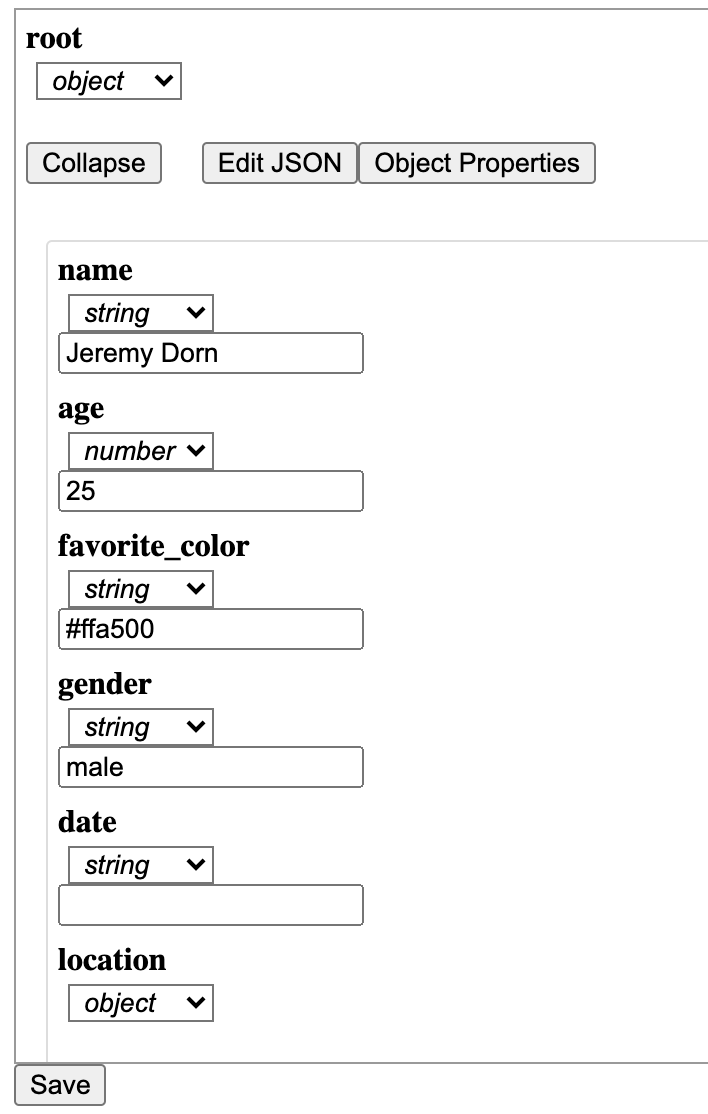 root
object
Collapse Edit JSON Object Properties
name
string
Jeremy Dorn
age
number
25
favorite_color
string
#ffa500
gender
string
male
date
string
location
object
Save